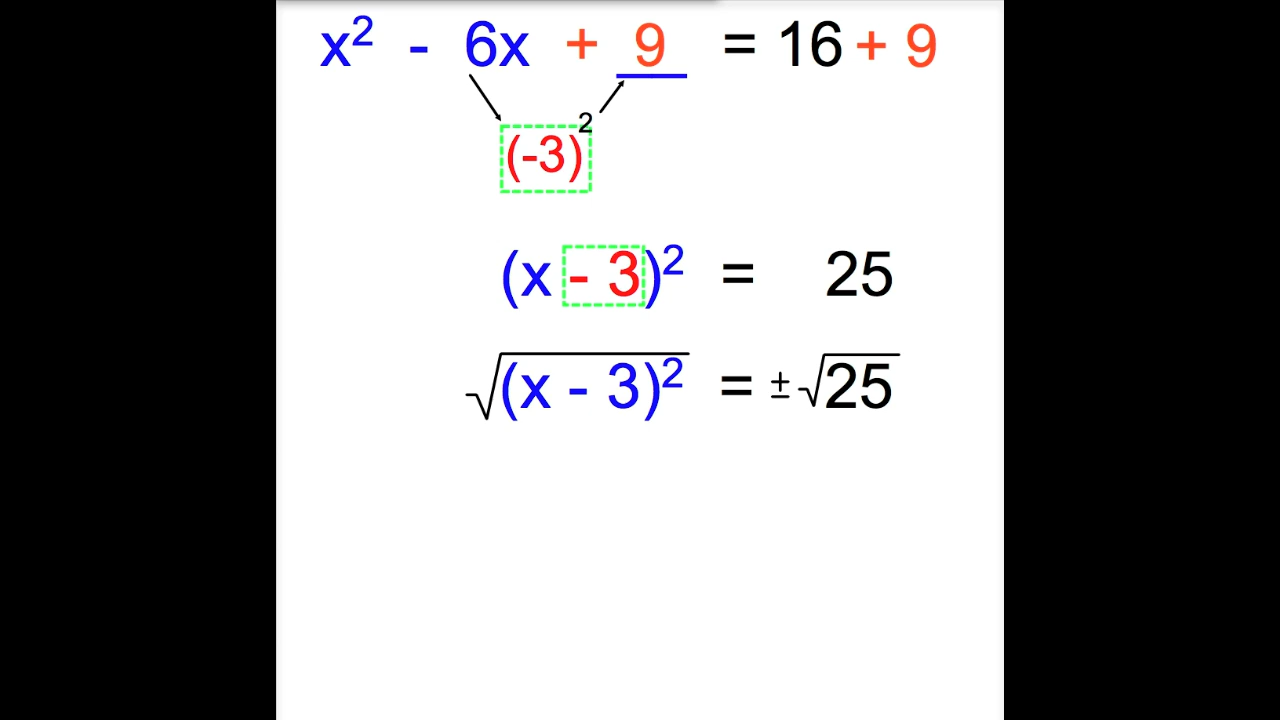 x² - 6x + 9 = 16 + 9
(-3)²
(x - 3)² = 25
√(x - 3)² = ±√25